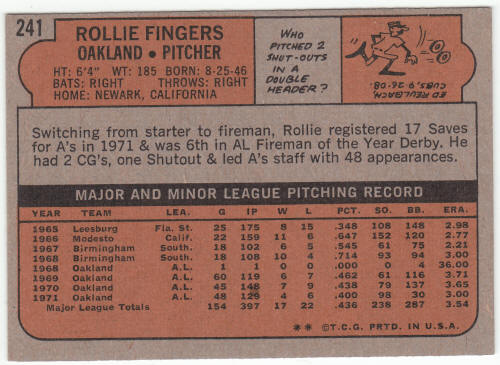 241
ROLLIE FINGERS
OAKLAND • PITCHER
HT: 6'4" WT: 185 BORN: 8-25-46
BATS: RIGHT THROWS: RIGHT
HOME: NEWARK, CALIFORNIA
WHO
PITCHED 2
SHUT-OUTS
IN A
DOUBLE
HEADER?
ED REULBACH,
CUBS, 9-26-08.
Switching from starter to fireman, Rollie registered 17 Saves
for A's in 1971 & was 6th in AL Fireman of the Year Derby. He
had 2 CG's, one Shutout & led A's staff with 48 appearances.
MAJOR AND MINOR LEAGUE PITCHING RECORD
YEAR TEAM LEA. G IP W L PCT. SO. BB. ERA.
1965 Leesburg Fla. St. 25 175 8 15 .348 108 148 2.98
1966 Modesto Calif. 22 159 11 6 .647 152 120 2.77
1967 Birmingham South. 18 102 6 5 .545 61 75 2.21
1968 Birmingham South. 18 108 10 4 .714 93 94 3.00
1968 Oakland A.L. 1 1 0 0 .000 0 4 36.00
1969 Oakland A.L. 60 119 6 7 .462 61 116 3.71
1970 Oakland A.L. 45 148 7 9 .438 79 137 3.65
1971 Oakland A.L. 48 129 4 6 .400 98 30 3.00
Major League Totals 154 397 17 22 .436 238 287 3.54
** ©T.C.G. PRTD. IN U.S.A.